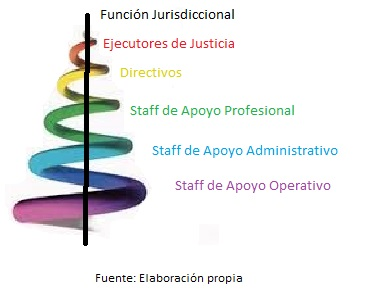 Función Jurisdiccional
Ejecutores de Justicia
Directivos
Staff de Apoyo Profesional
Staff de Apoyo Administrativo
Staff de Apoyo Operativo
Fuente: Elaboración propia